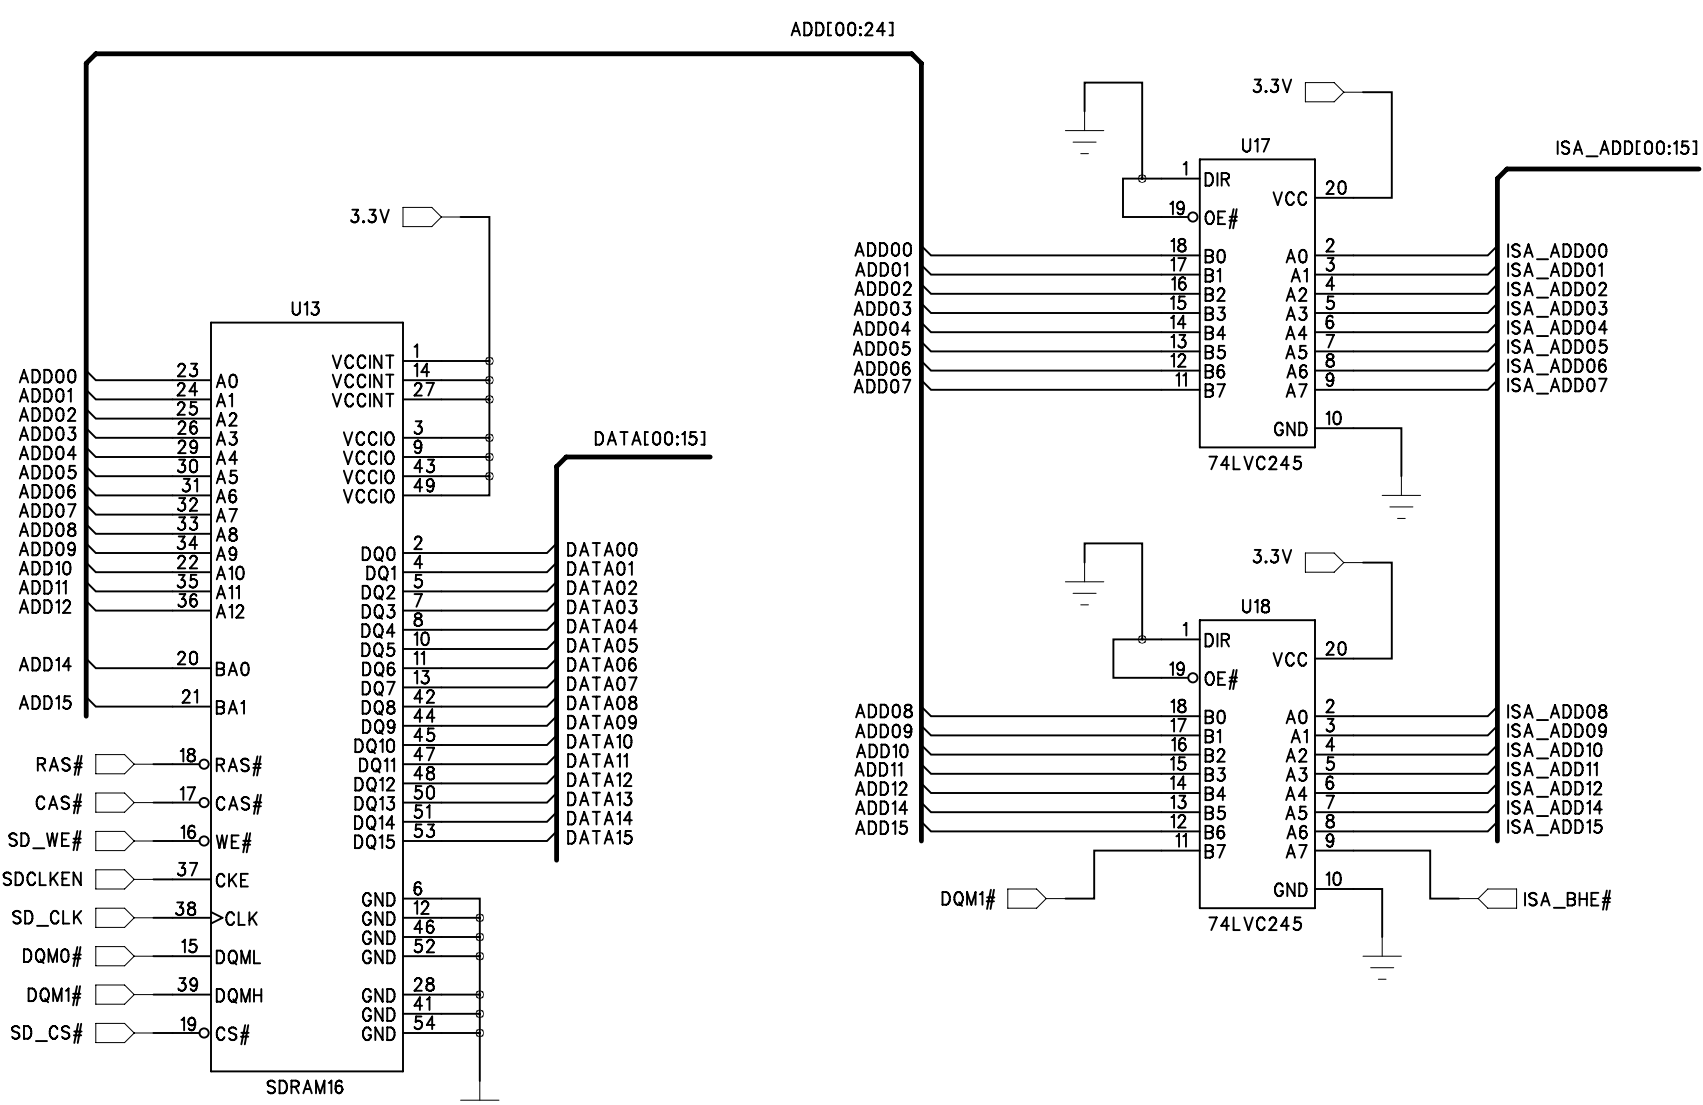 ADD[00:24]
3.3V
U17
ISA_ADD[00:15]
1 DIR
VCC 20
19 OE#
3.3V
ADD00 18 B0 A0 2 ISA_ADD00
ADD01 17 B1 A1 3 ISA_ADD01
ADD02 16 B2 A2 4 ISA_ADD02
ADD03 15 B3 A3 5 ISA_ADD03
ADD04 14 B4 A4 6 ISA_ADD04
ADD05 13 B5 A5 7 ISA_ADD05
ADD06 12 B6 A6 8 ISA_ADD06
ADD07 11 B7 A7 9 ISA_ADD07
GND 10
74LVC245
U13
VCCINT 1
VCCINT 14
VCCINT 27
VCCIO 3
VCCIO 9
VCCIO 43
VCCIO 49
ADD00 23 A0
ADD01 24 A1
ADD02 25 A2
ADD03 26 A3
ADD04 29 A4
ADD05 30 A5
ADD06 31 A6
ADD07 32 A7
ADD08 33 A8
ADD09 34 A9
ADD10 22 A10
ADD11 35 A11
ADD12 36 A12
ADD14 20 BA0
ADD15 21 BA1
RAS# 18 RAS#
CAS# 17 CAS#
SD_WE# 16 WE#
SDCLKEN 37 CKE
SD_CLK 38 CLK
DQM0# 15 DQML
DQM1# 39 DQMH
SD_CS# 19 CS#
DATA[00:15]
DQ0 2 DATA00
DQ1 4 DATA01
DQ2 5 DATA02
DQ3 7 DATA03
DQ4 8 DATA04
DQ5 10 DATA05
DQ6 11 DATA06
DQ7 13 DATA07
DQ8 42 DATA08
DQ9 44 DATA09
DQ10 45 DATA10
DQ11 47 DATA11
DQ12 48 DATA12
DQ13 50 DATA13
DQ14 51 DATA14
DQ15 53 DATA15
GND 6
GND 12
GND 46
GND 52
GND 28
GND 41
GND 54
SDRAM16
3.3V
U18
1 DIR
VCC 20
19 OE#
ADD08 18 B0 A0 2 ISA_ADD08
ADD09 17 B1 A1 3 ISA_ADD09
ADD10 16 B2 A2 4 ISA_ADD10
ADD11 15 B3 A3 5 ISA_ADD11
ADD12 14 B4 A4 6 ISA_ADD12
ADD14 13 B5 A5 7 ISA_ADD14
ADD15 12 B6 A6 8 ISA_ADD15
11 B7 A7 9
DQM1# GND 10 ISA_BHE#
74LVC245